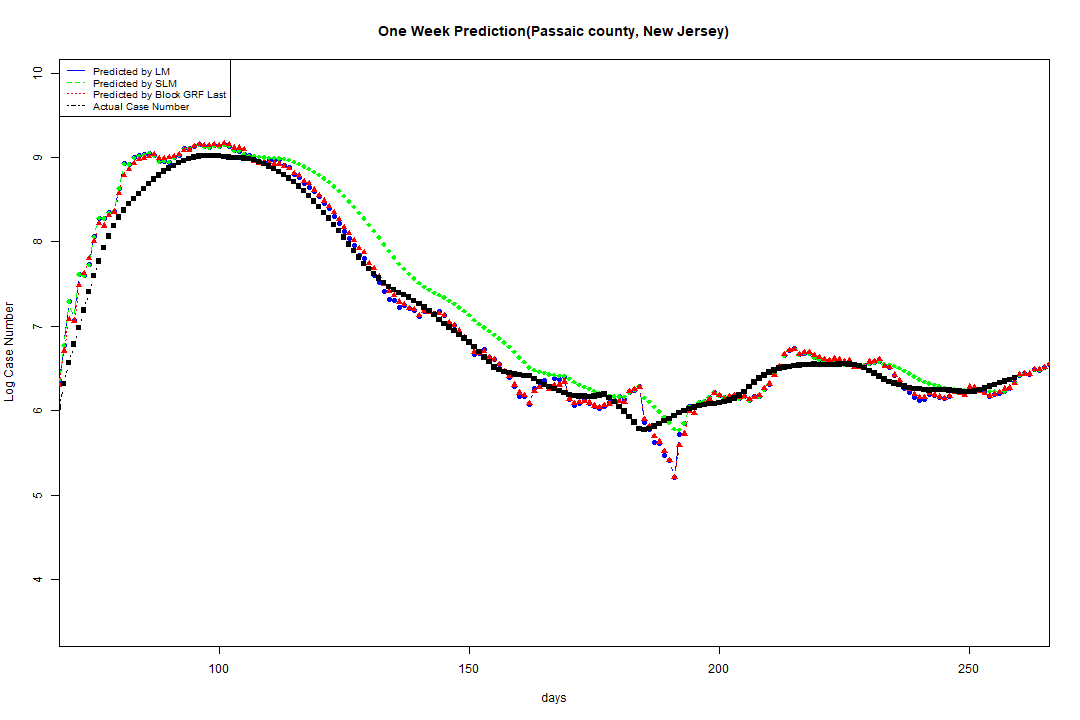 One Week Prediction(Passaic county, New Jersey)
Predicted by LM
Predicted by SLM
Predicted by Block GRF Last
Actual Case Number
Log Case Number
10
9
8
7
6
5
4
100 150 200 250
days